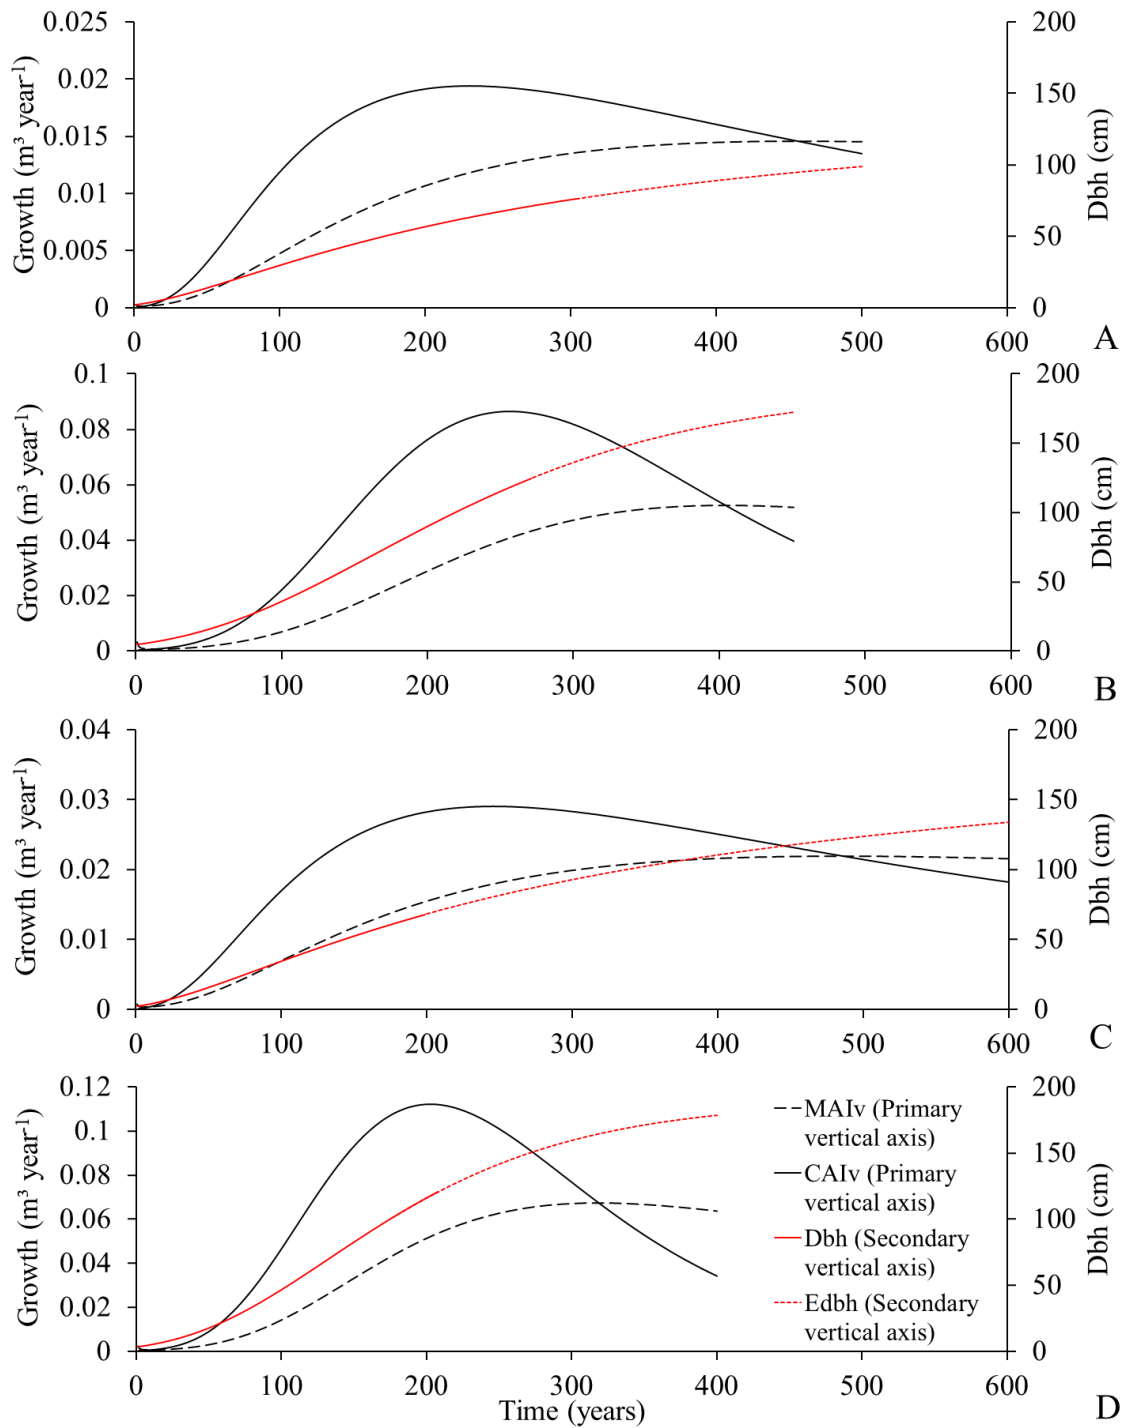 0.025
0.02
0.015
0.01
0.005
0
Growth (m³ year⁻¹)
200
150
100
50
0
Dbh (cm)
0 100 200 300 400 500 600
A
0.1
0.08
0.06
0.04
0.02
0
Growth (m³ year⁻¹)
200
150
100
50
0
Dbh (cm)
0 100 200 300 400 500 600
B
0.04
0.03
0.02
0.01
0
Growth (m³ year⁻¹)
200
150
100
50
0
Dbh (cm)
0 100 200 300 400 500 600
C
0.12
0.1
0.08
0.06
0.04
0.02
0
Growth (m³ year⁻¹)
MAIv (Primary
vertical axis)
CAIv (Primary
vertical axis)
Dbh (Secondary
vertical axis)
Edbh (Secondary
vertical axis)
200
150
100
50
0
Dbh (cm)
0 100 200 300 400 500 600
Time (years)
D